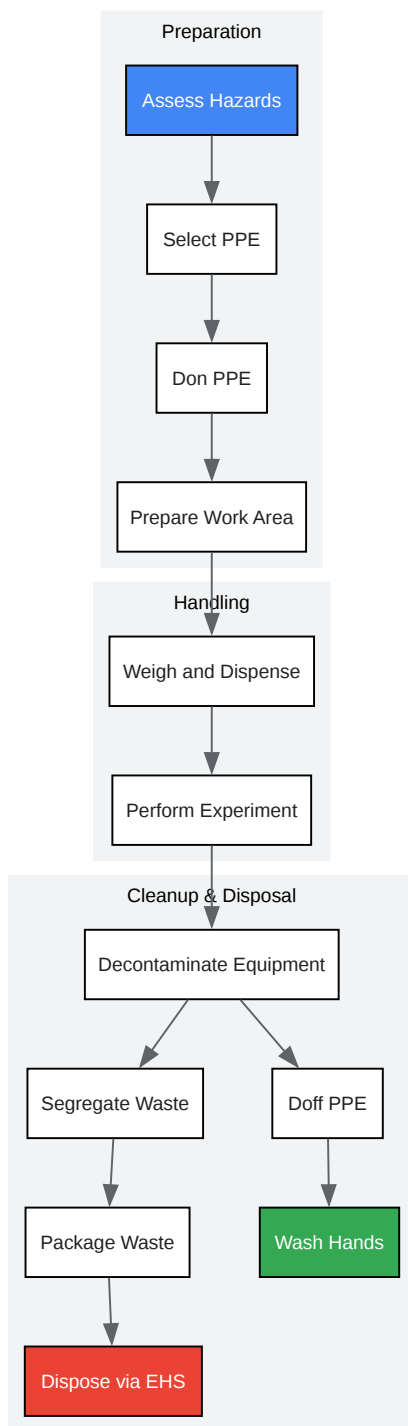 Preparation
Assess Hazards
Select PPE
Don PPE
Prepare Work Area
Handling
Weigh and Dispense
Perform Experiment
Cleanup & Disposal
Decontaminate Equipment
Segregate Waste
Doff PPE
Package Waste
Wash Hands
Dispose via EHS